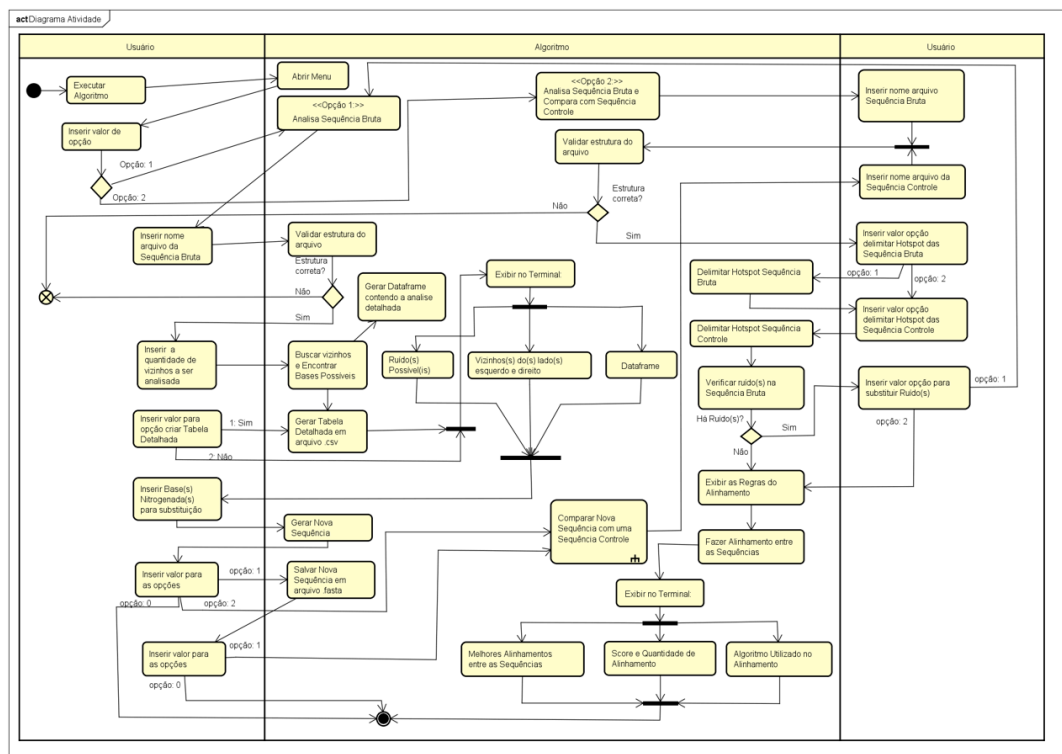 act Diagrama Atividade
Usuário
Algoritmo
Usuário
Executar
Algoritmo
Abrir Menu
<<Opção 1:>>
Analisa Sequência Bruta
<<Opção 2:>>
Analisa Sequência Bruta e
Compara com Sequência
Controle
Inserir nome arquivo
Sequência Bruta
Inserir valor de
opção
Opção: 1
Opção: 2
Validar estrutura do
arquivo
Estrutura
correta?
Não
Sim
Inserir nome arquivo da
Sequência Controle
Inserir nome
arquivo da
Sequência Bruta
Validar estrutura do
arquivo
Estrutura
correta?
Não
Sim
Inserir valor opção
delimitar Hotspot das
Sequência Bruta
opção: 1
opção: 2
Delimitar Hotspot Sequência
Bruta
Inserir valor opção
delimitar Hotspot das
Sequência Controle
Delimitar Hotspot Sequência
Controle
Gerar Dataframe
contendo a analise
detalhada
Exibir no Terminal:
Inserir a
quantidade de
vizinhos a ser
analisada
Buscar vizinhos
e Encontrar
Bases Possíveis
Ruído(s)
Possível(is)
Vizinhos(s) do(s) lado(s)
esquerdo e direito
Dataframe
Verificar ruído(s) na
Sequência Bruta
Há Ruído(s)?
Sim
Não
Inserir valor opção para
substituir Ruído(s)
opção: 1
opção: 2
Inserir valor para
opção criar Tabela
Detalhada
1: Sim
2: Não
Gerar Tabela
Detalhada em
arquivo .csv
Exibir as Regras do
Alinhamento
Inserir Base(s)
Nitrogenada(s)
para substituição
Gerar Nova
Sequência
Comparar Nova
Sequência com uma
Sequência Controle
Fazer Alinhamento entre
as Sequências
Inserir valor para
as opções
opção: 1
opção: 0
opção: 2
Salvar Nova
Sequência em
arquivo .fasta
Exibir no Terminal:
Inserir valor para
as opções
opção: 1
opção: 0
Melhores Alinhamentos
entre as Sequências
Score e Quantidade de
Alinhamento
Algoritmo Utilizado no
Alinhamento